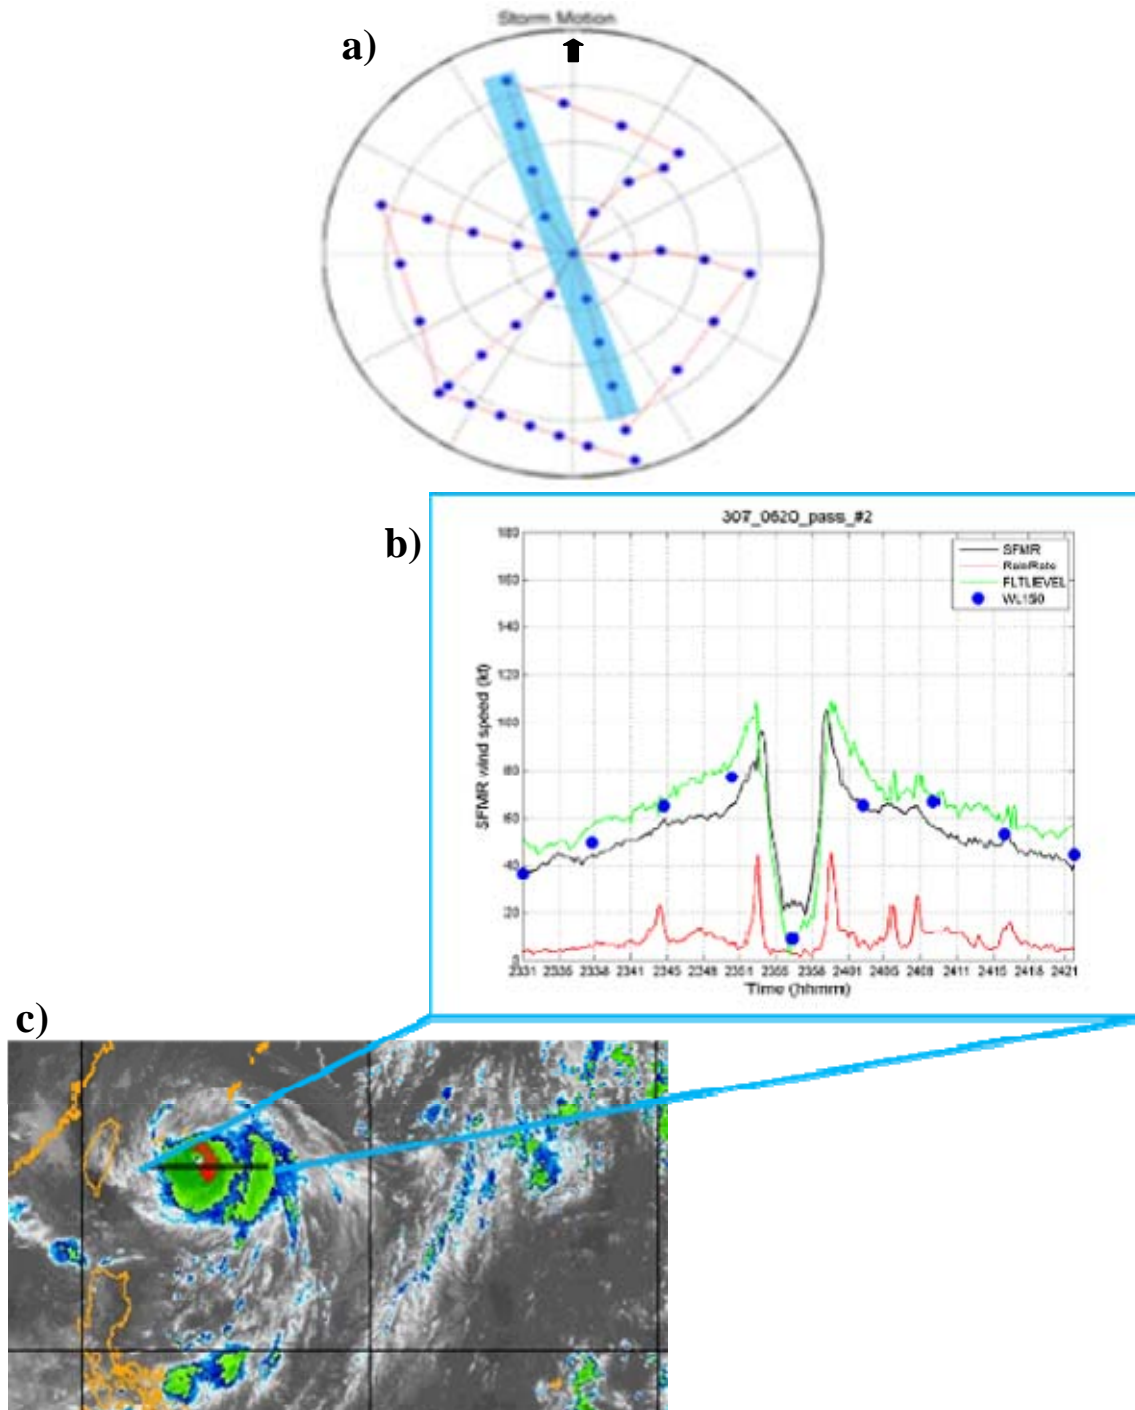 Storm Motion
a)
b)
307_0620_pass_#2
180
160
140
120
100
80
60
40
20
0
SFMR wind speed (kt)
SFMR
RainRate
FLTLEVEL
WL150
2331 2335 2338 2341 2345 2348 2351 2355 2358 2401 2405 2408 2411 2415 2418 2421
Time (hhmm)
c)